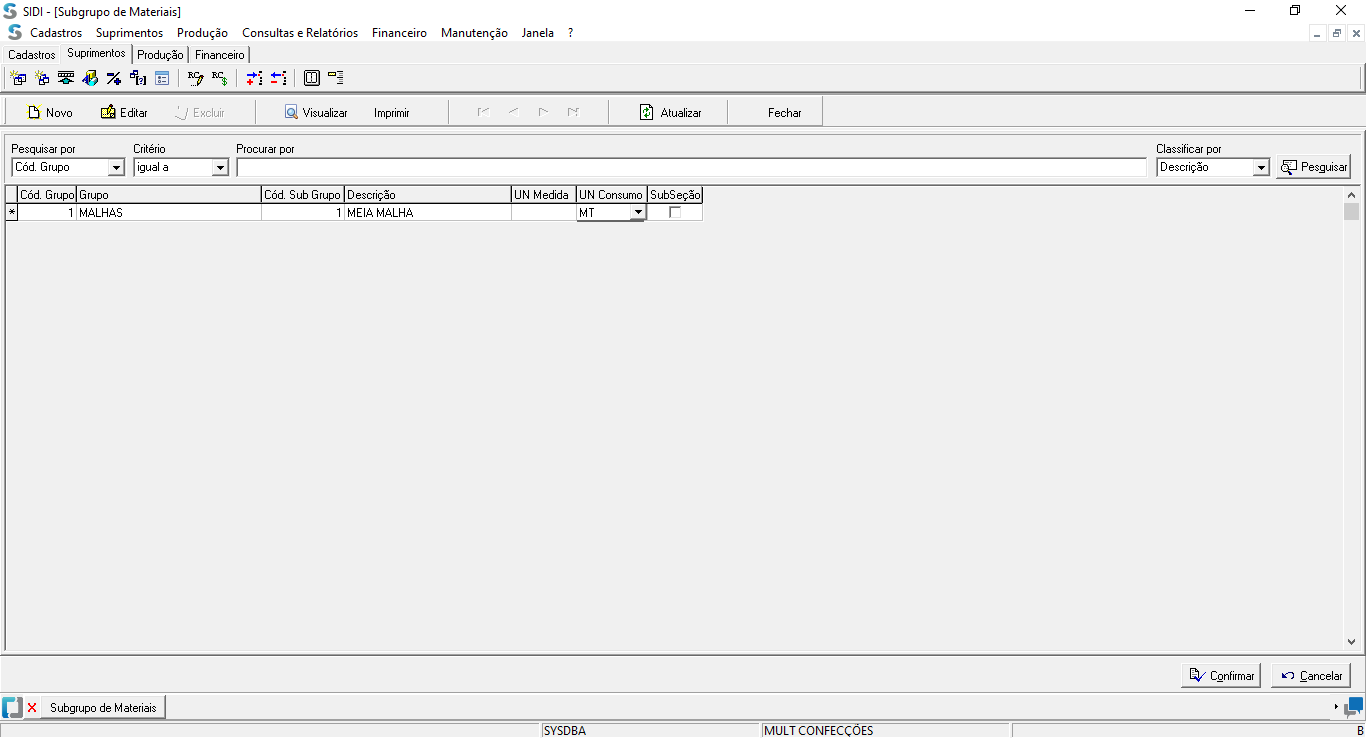 SIDI - [Subgrupo de Materiais]
Cadastros Suprimentos Produção Consultas e Relatórios Financeiro Manutenção Janela ?
Cadastros Suprimentos Produção Financeiro
Novo Editar Excluir Visualizar Imprimir Atualizar Fechar
Pesquisar por Critério Procurar por Classificar por
Cód. Grupo igual a Descrição Pesquisar
Cód. Grupo Grupo Cód. Sub Grupo Descrição UN Medida UN Consumo SubSeção
* 1 MALHAS 1 MEIA MALHA MT
Confirmar Cancelar
Subgrupo de Materiais
SYSDBA MULT CONFECÇÕES B